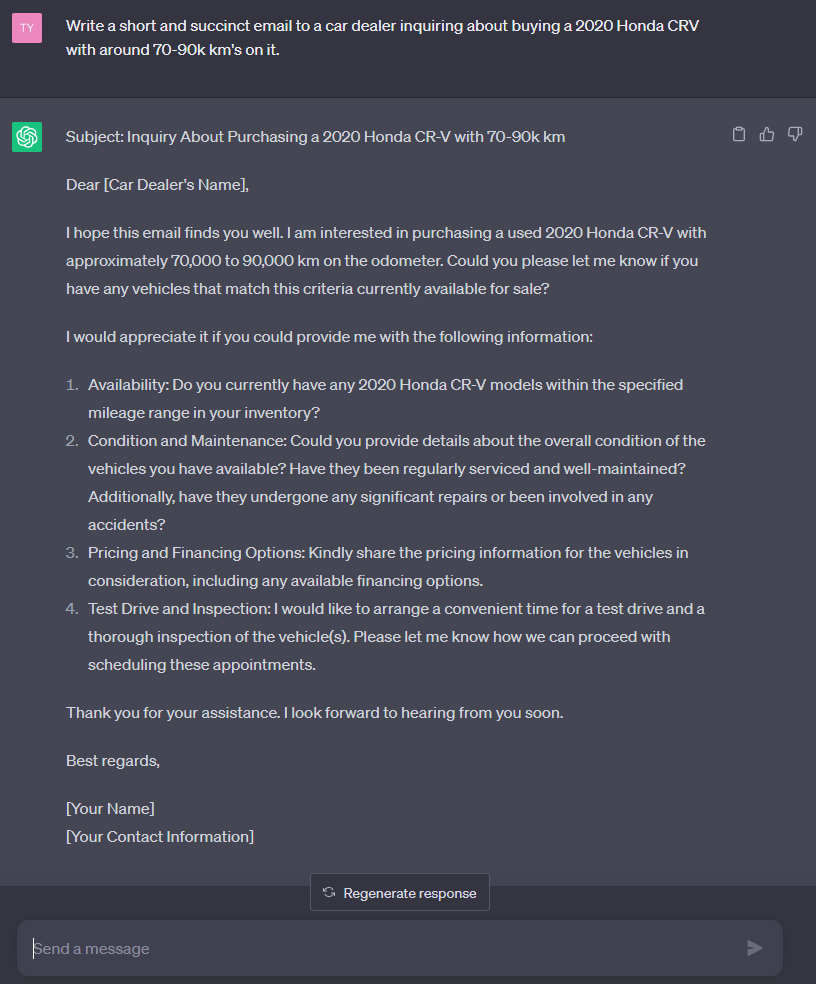 TY
Write a short and succinct email to a car dealer inquiring about buying a 2020 Honda CRV
with around 70-90k km's on it.
Subject: Inquiry About Purchasing a 2020 Honda CR-V with 70-90k km
Dear [Car Dealer's Name],
I hope this email finds you well. I am interested in purchasing a used 2020 Honda CR-V with
approximately 70,000 to 90,000 km on the odometer. Could you please let me know if you
have any vehicles that match this criteria currently available for sale?
I would appreciate it if you could provide me with the following information:
1. Availability: Do you currently have any 2020 Honda CR-V models within the specified
mileage range in your inventory?
2. Condition and Maintenance: Could you provide details about the overall condition of the
vehicles you have available? Have they been regularly serviced and well-maintained?
Additionally, have they undergone any significant repairs or been involved in any
accidents?
3. Pricing and Financing Options: Kindly share the pricing information for the vehicles in
consideration, including any available financing options.
4. Test Drive and Inspection: I would like to arrange a convenient time for a test drive and a
thorough inspection of the vehicle(s). Please let me know how we can proceed with
scheduling these appointments.
Thank you for your assistance. I look forward to hearing from you soon.
Best regards,
[Your Name]
[Your Contact Information]
Regenerate response
Send a message